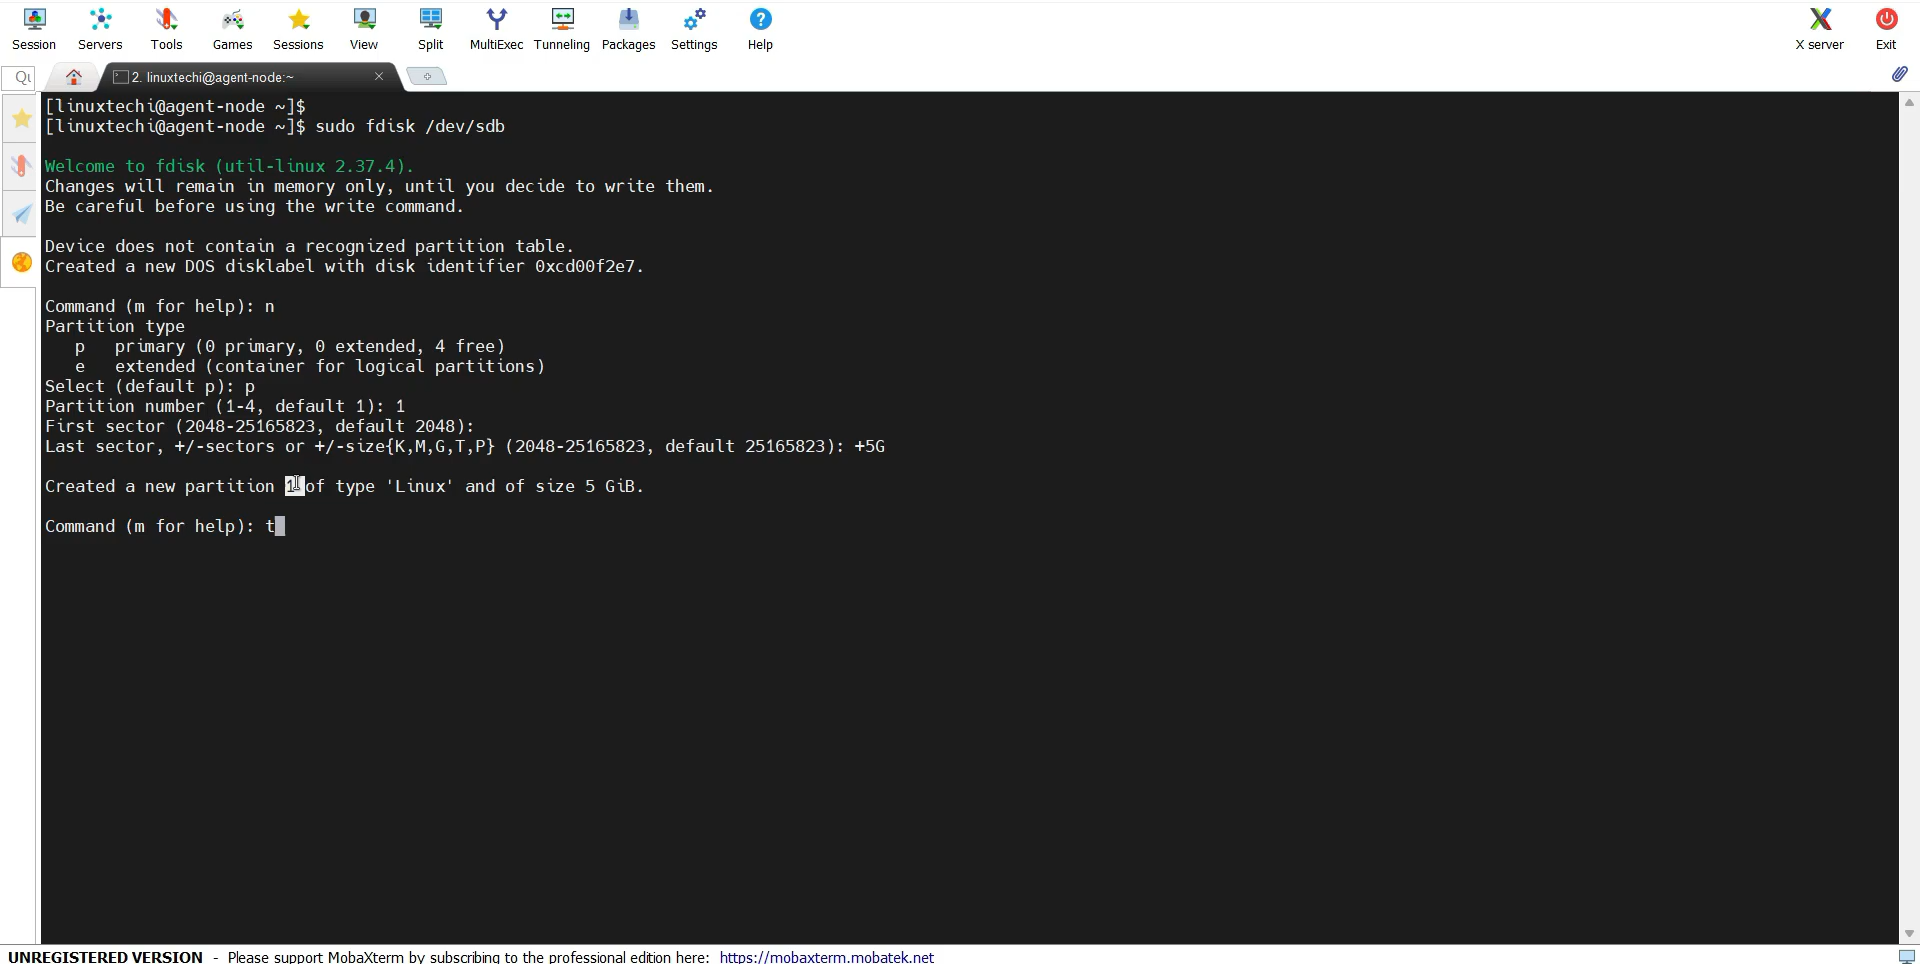 Session Servers Tools Games Sessions View Split MultiExec Tunneling Packages Settings Help X server Exit
Qu
2. linuxtechi@agent-node:~
[linuxtechi@agent-node ~]$
[linuxtechi@agent-node ~]$ sudo fdisk /dev/sdb
Welcome to fdisk (util-linux 2.37.4).
Changes will remain in memory only, until you decide to write them.
Be careful before using the write command.
Device does not contain a recognized partition table.
Created a new DOS disklabel with disk identifier 0xcd00f2e7.
Command (m for help): n
Partition type
p   primary (0 primary, 0 extended, 4 free)
e   extended (container for logical partitions)
Select (default p): p
Partition number (1-4, default 1): 1
First sector (2048-25165823, default 2048):
Last sector, +/-sectors or +/-size{K,M,G,T,P} (2048-25165823, default 25165823): +5G
Created a new partition 1 of type 'Linux' and of size 5 GiB.
Command (m for help): t
UNREGISTERED VERSION - Please support MobaXterm by subscribing to the professional edition here: https://mobaxterm.mobatek.net